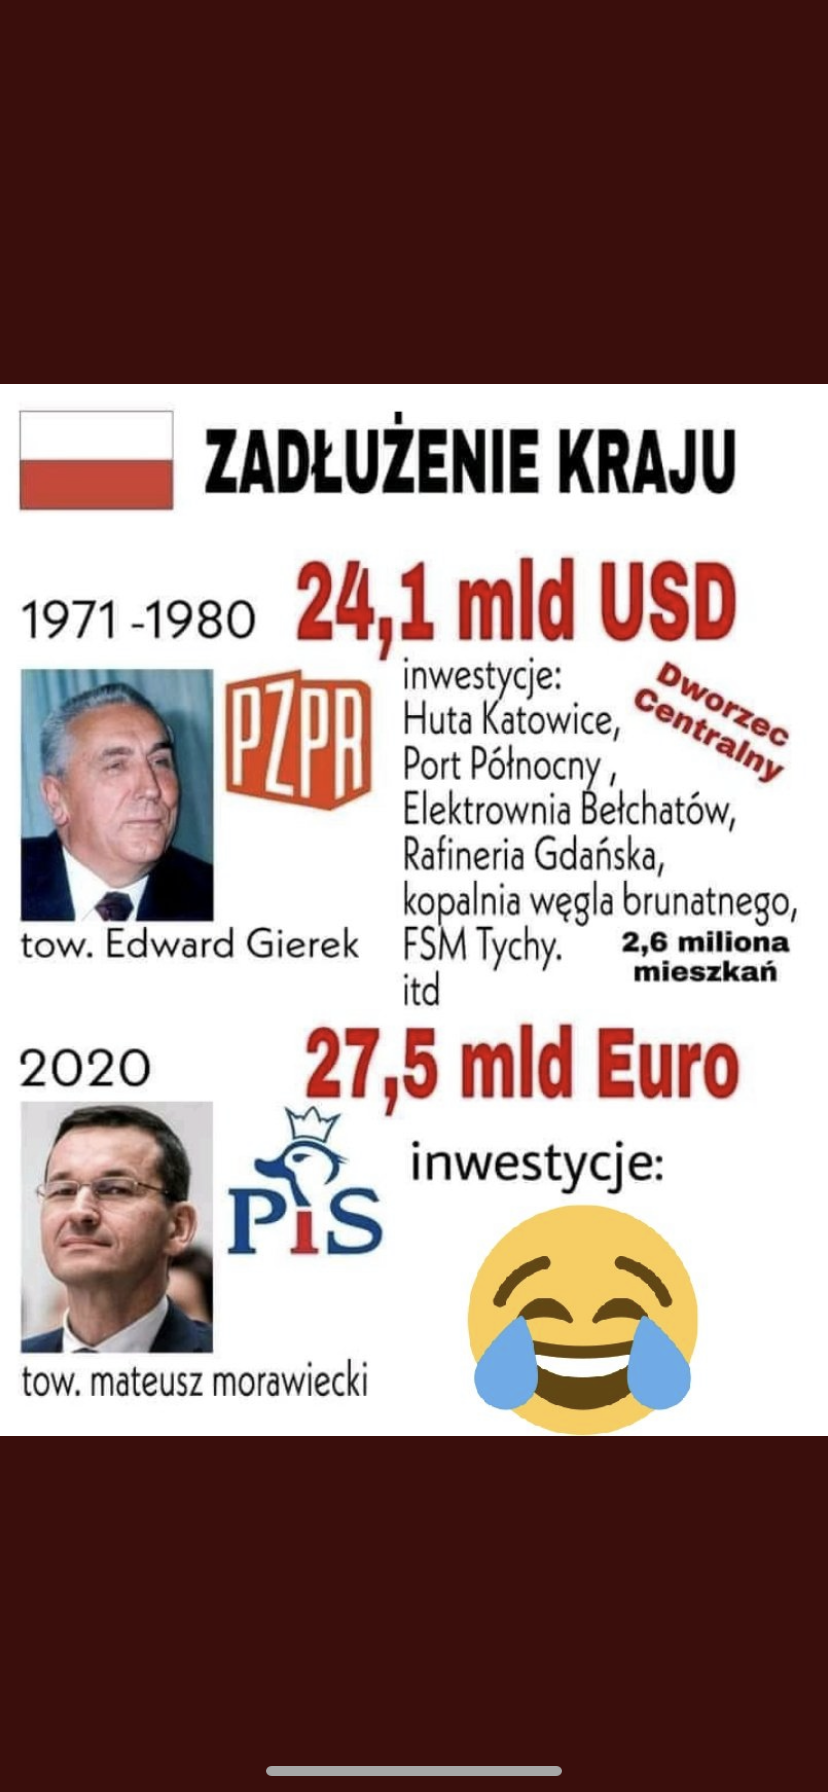 ZADŁUŻENIE KRAJU
1971 -1980
24,1 mld USD
PZPR
inwestycje:
Huta Katowice,
Port Północny ,
Elektrownia Bełchatów,
Rafineria Gdańska,
kopalnia węgla brunatnego,
FSM Tychy.
itd
Dworzec
Centralny
2,6 miliona
mieszkań
tow. Edward Gierek
2020
27,5 mld Euro
PiS
inwestycje:
tow. mateusz morawiecki